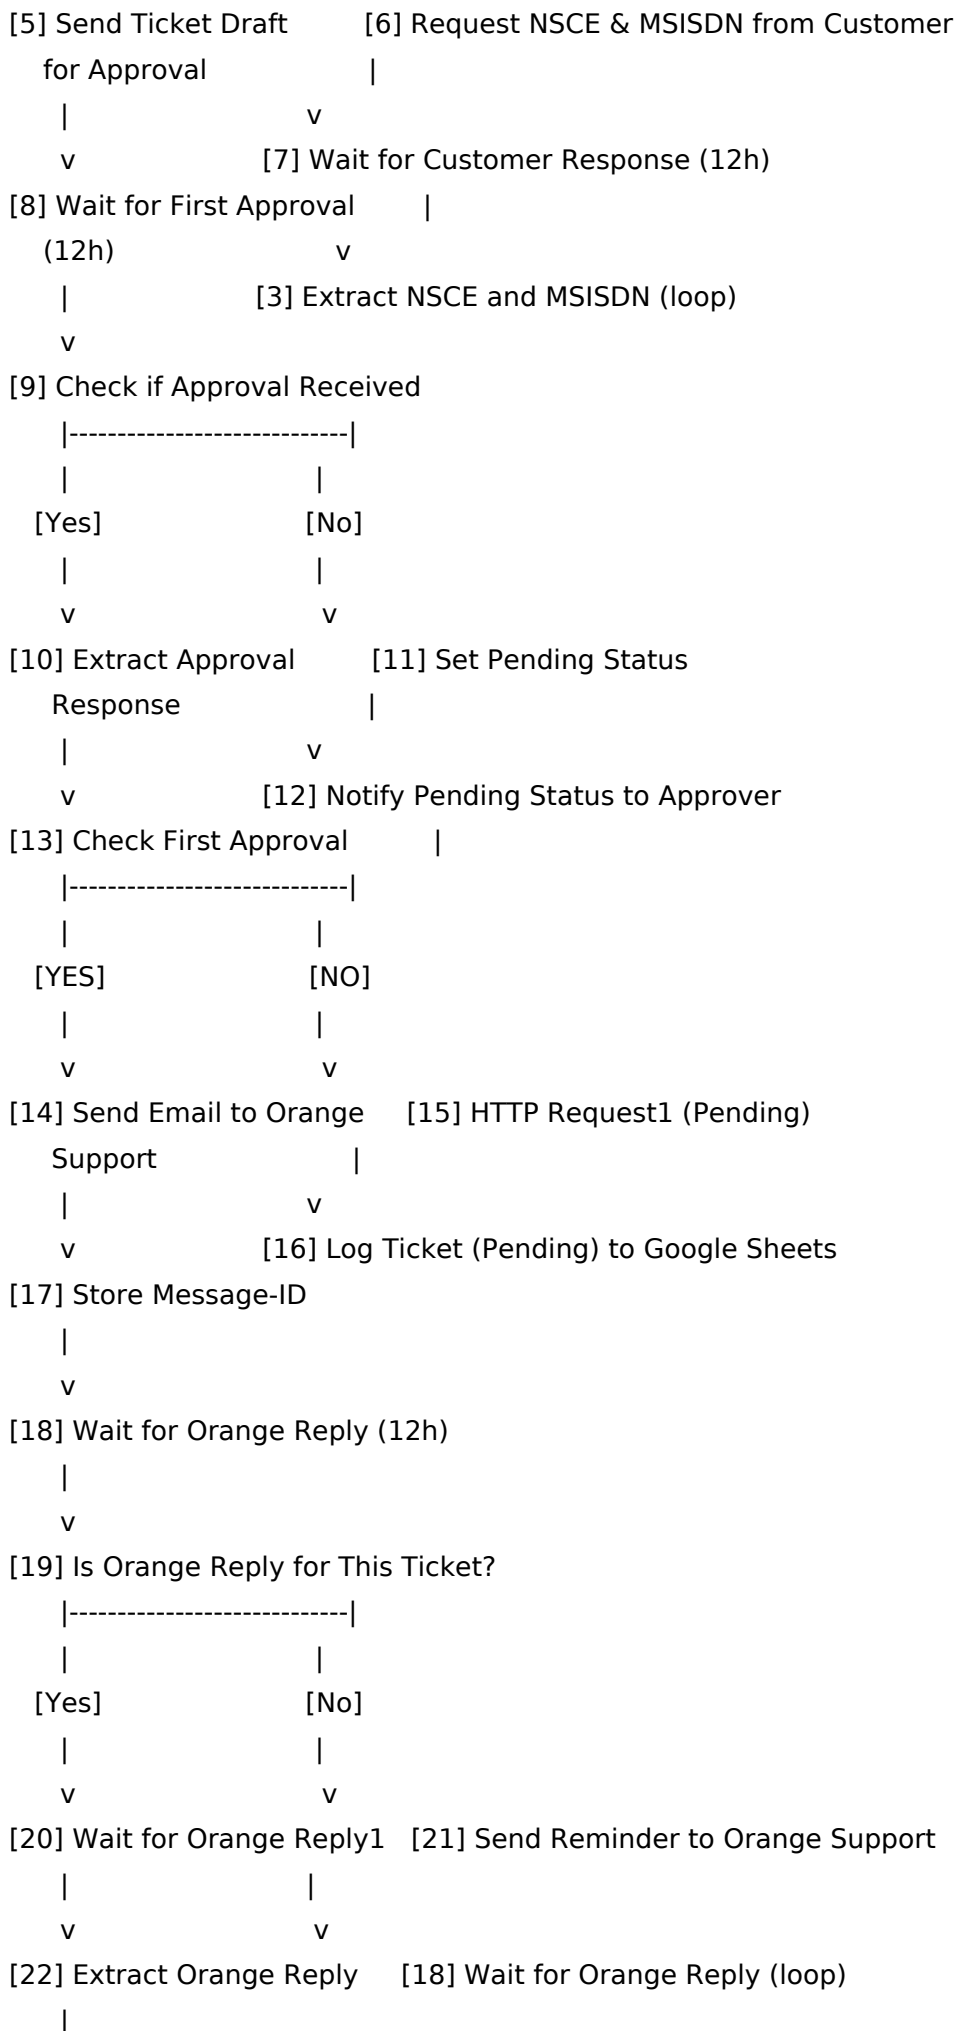 [5] Send Ticket Draft         [6] Request NSCE & MSISDN from Customer
    for Approval                   |
      |                            v
      v                      [7] Wait for Customer Response (12h)
[8] Wait for First Approval        |
    (12h)                          v
      |                      [3] Extract NSCE and MSISDN (loop)
      v
[9] Check if Approval Received
      |-----------------------------|
      |                             |
   [Yes]                        [No]
      |                             |
      v                             v
[10] Extract Approval         [11] Set Pending Status
     Response                      |
      |                            v
      v                      [12] Notify Pending Status to Approver
[13] Check First Approval          |
      |-----------------------------|
      |                             |
   [YES]                        [NO]
      |                             |
      v                             v
[14] Send Email to Orange     [15] HTTP Request1 (Pending)
     Support                       |
      |                            v
      v                      [16] Log Ticket (Pending) to Google Sheets
[17] Store Message-ID
      |
      v
[18] Wait for Orange Reply (12h)
      |
      v
[19] Is Orange Reply for This Ticket?
      |-----------------------------|
      |                             |
   [Yes]                        [No]
      |                             |
      v                             v
[20] Wait for Orange Reply1   [21] Send Reminder to Orange Support
      |                            |
      v                            v
[22] Extract Orange Reply     [18] Wait for Orange Reply (loop)
      |